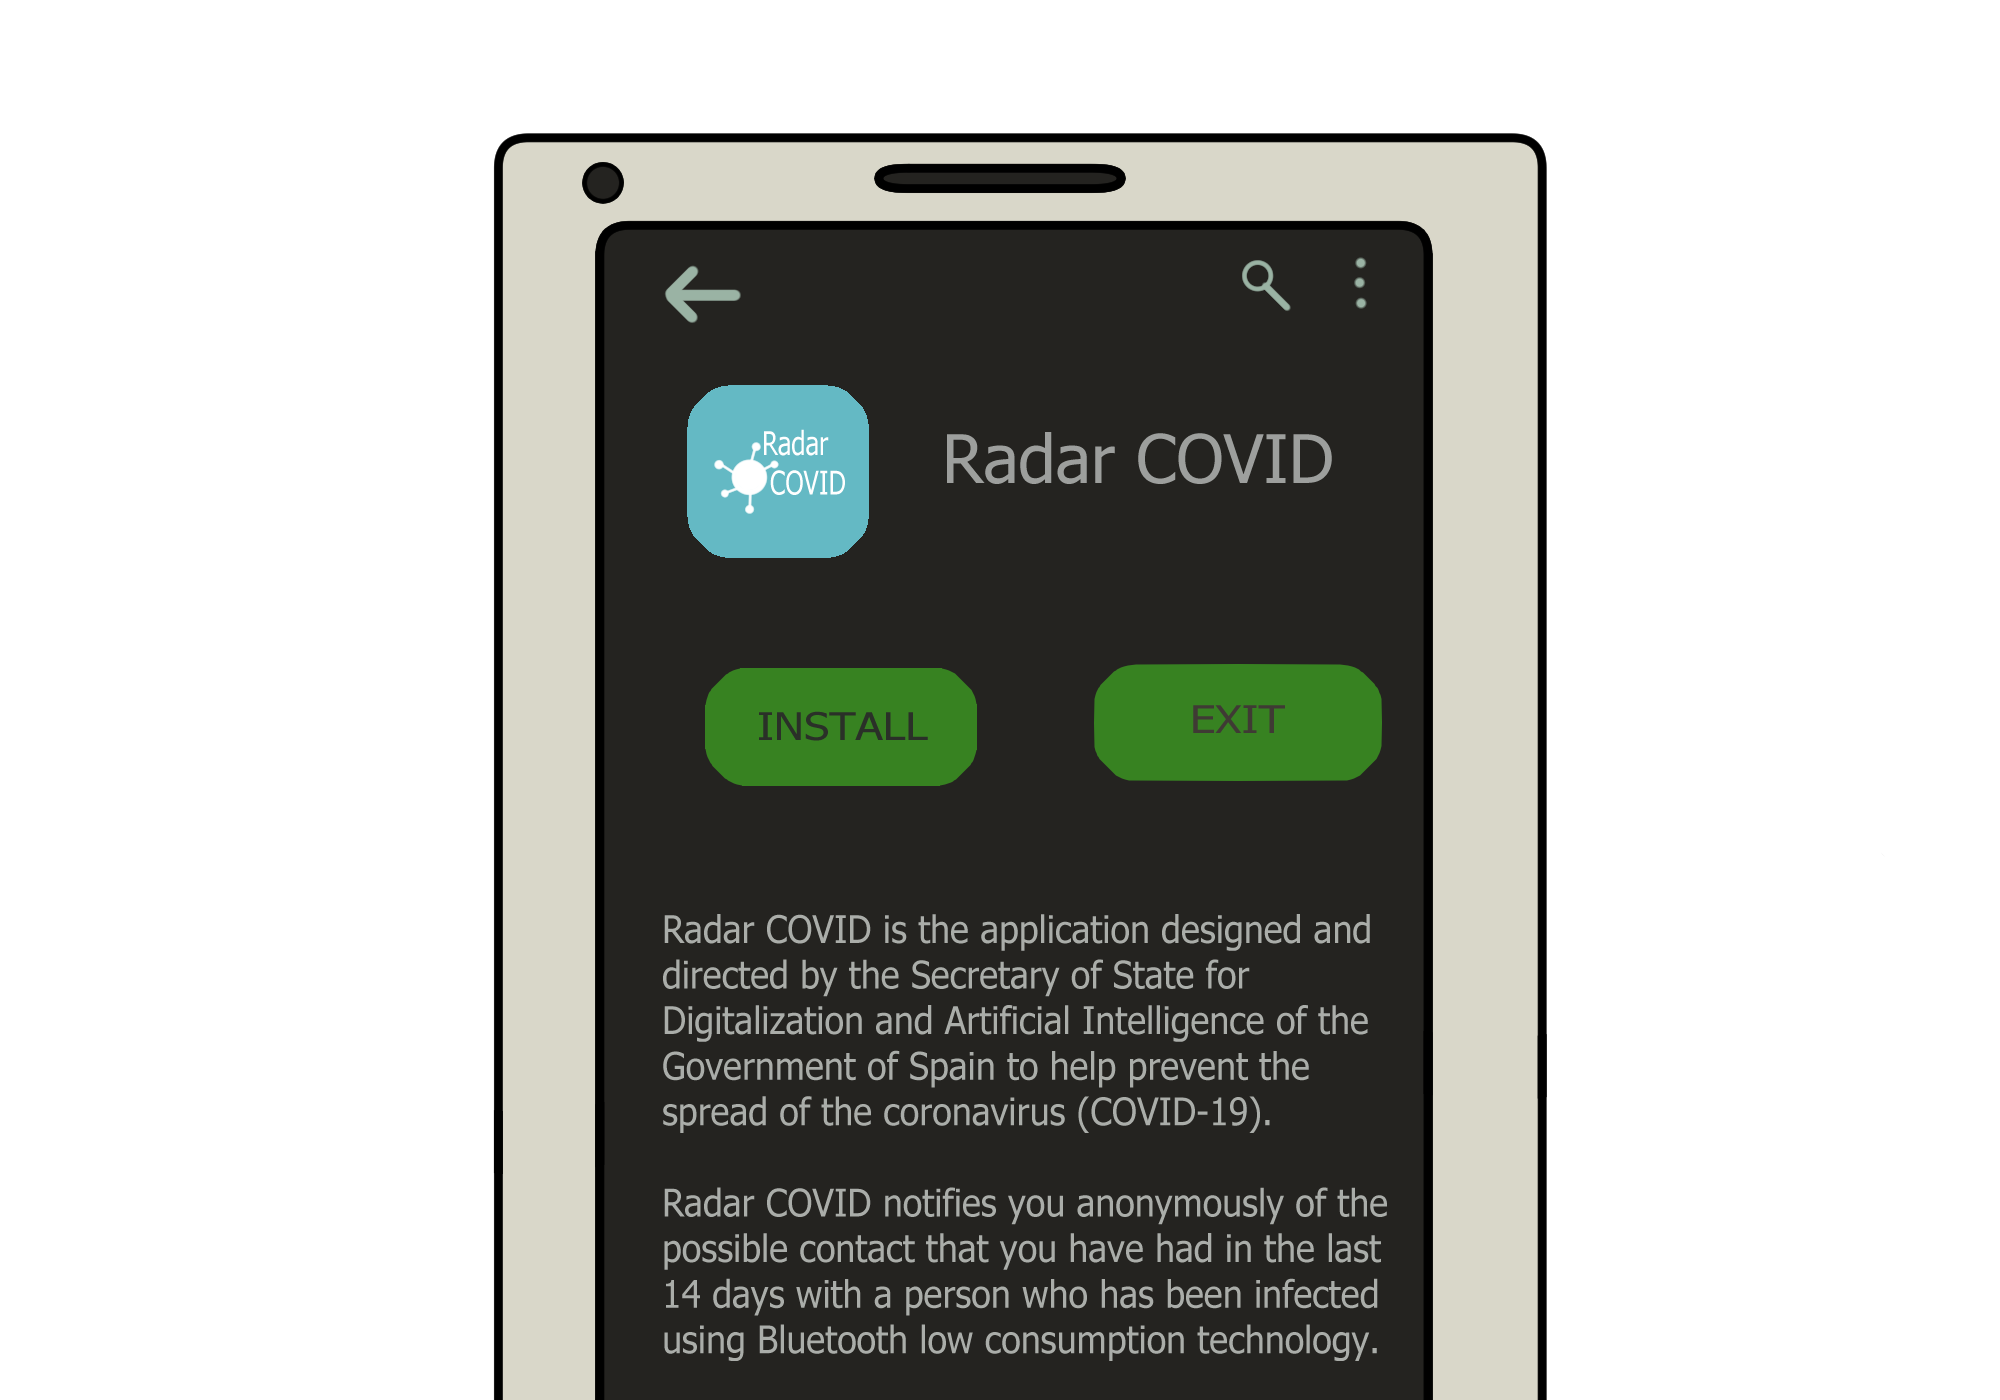 Radar
COVID
Radar COVID
INSTALL
EXIT
Radar COVID is the application designed and
directed by the Secretary of State for
Digitalization and Artificial Intelligence of the
Government of Spain to help prevent the
spread of the coronavirus (COVID-19).
Radar COVID notifies you anonymously of the
possible contact that you have had in the last
14 days with a person who has been infected
using Bluetooth low consumption technology.